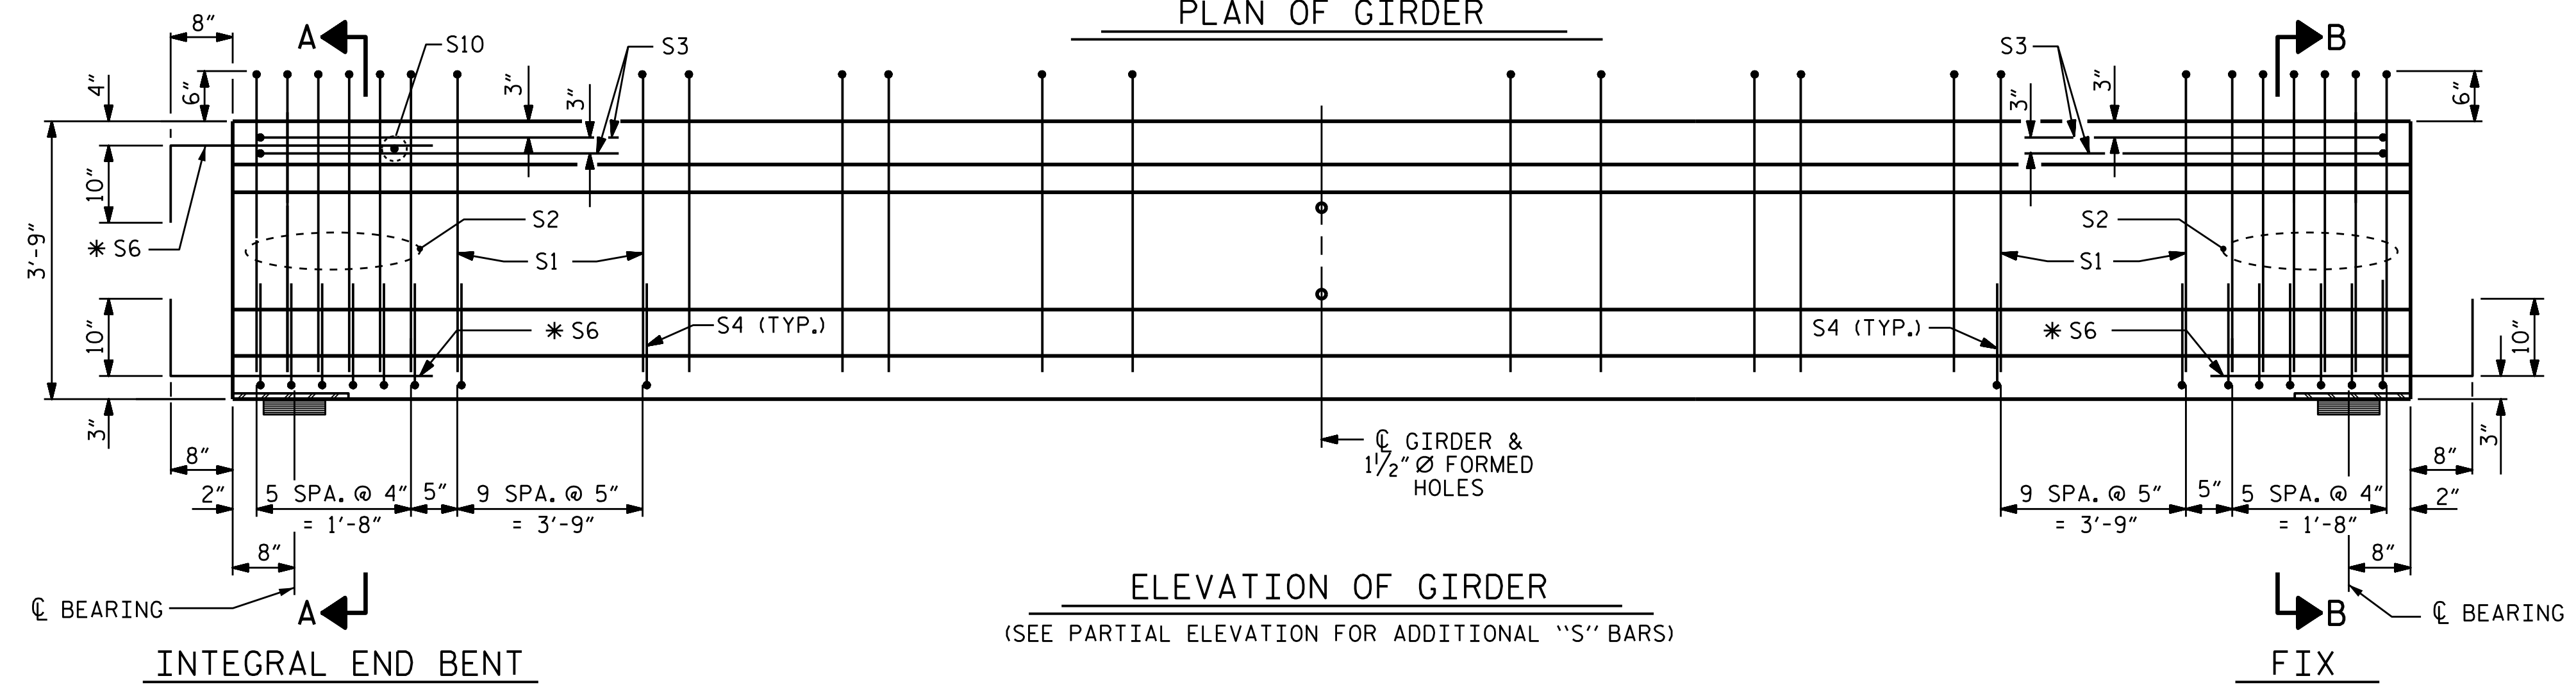 PLAN OF GIRDER
8"
A
S10
S3
S3
B
4"
6"
3"
3"
3"
3"
6"
10"
3'-9"
✳ S6
S2
S1
S2
S1
10"
✳ S6
S4 (TYP.)
S4 (TYP.)
✳ S6
10"
3"
8"
℄ GIRDER &
1½" Ø FORMED
HOLES
8"
3"
2"
5 SPA. @ 4"
= 1'-8"
5"
9 SPA. @ 5"
= 3'-9"
9 SPA. @ 5"
= 3'-9"
5"
5 SPA. @ 4"
= 1'-8"
2"
8"
8"
℄ BEARING
A
ELEVATION OF GIRDER
(SEE PARTIAL ELEVATION FOR ADDITIONAL "S" BARS)
B
℄ BEARING
INTEGRAL END BENT
FIX